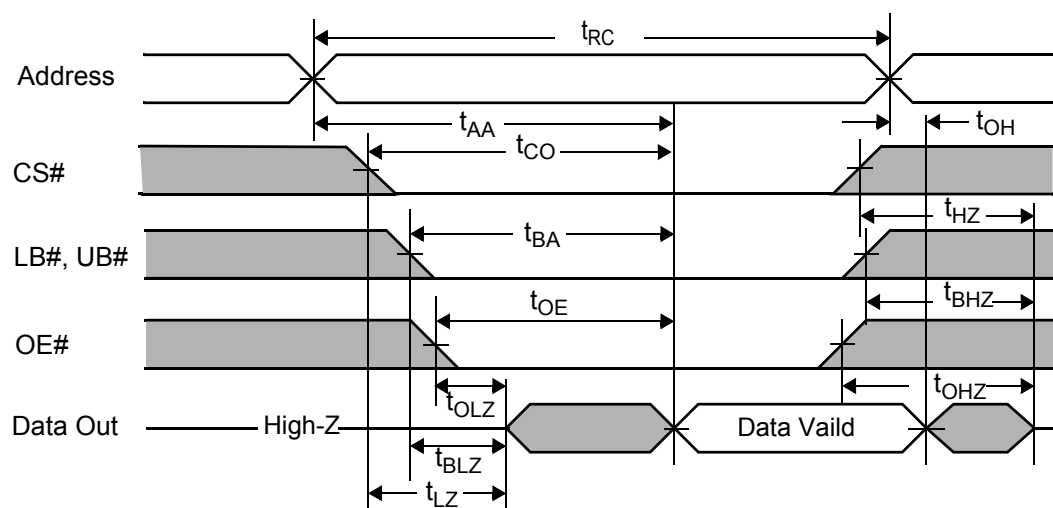 tRC
Address
tAA
tOH
tCO
CS#
tHZ
tBA
LB#, UB#
tBHZ
tOE
OE#
tOLZ
tOHZ
Data Out
High-Z
Data Vaild
tBLZ
tLZ